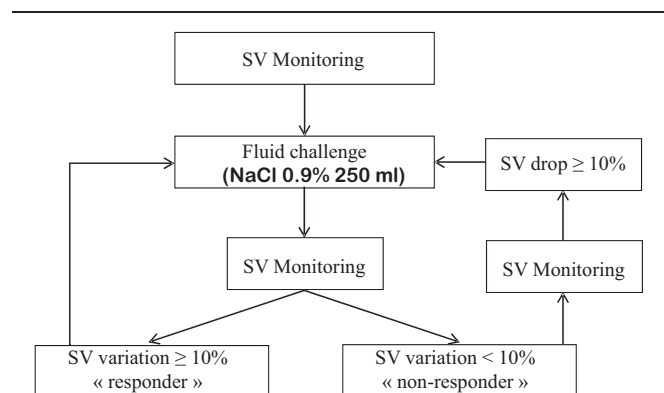 SV Monitoring
Fluid challenge
(NaCl 0.9% 250 ml)
SV drop ≥ 10%
SV Monitoring
SV Monitoring
SV variation ≥ 10%
« responder »
SV variation < 10%
« non-responder »